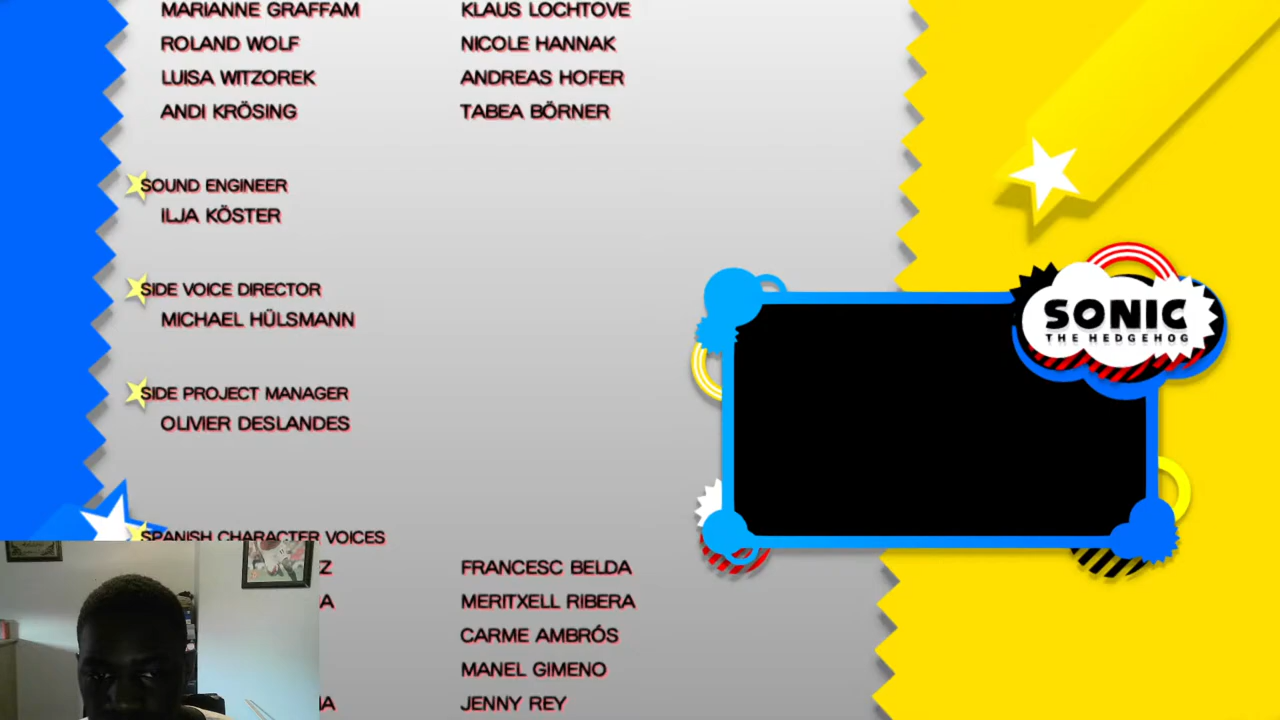 MARIANNE GRAFFAM KLAUS LOCHTOVE
ROLAND WOLF NICOLE HANNAK
LUISA WITZOREK ANDREAS HOFER
ANDI KRÖSING TABEA BÖRNER
SOUND ENGINEER
ILJA KÖSTER
SIDE VOICE DIRECTOR
MICHAEL HÜLSMANN
SIDE PROJECT MANAGER
OLIVIER DESLANDES
SPANISH CHARACTER VOICES
FRANCESC BELDA
MERITXELL RIBERA
CARME AMBRÓS
MANEL GIMENO
JENNY REY
SONIC
THE HEDGEHOG